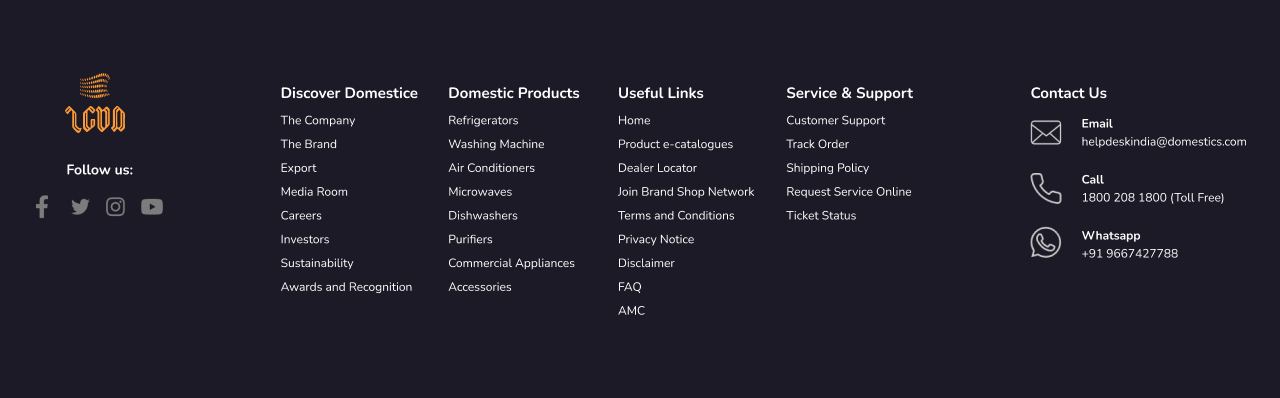 Follow us:
Discover Domestice
The Company
The Brand
Export
Media Room
Careers
Investors
Sustainability
Awards and Recognition
Domestic Products
Refrigerators
Washing Machine
Air Conditioners
Microwaves
Dishwashers
Purifiers
Commercial Appliances
Accessories
Useful Links
Home
Product e-catalogues
Dealer Locator
Join Brand Shop Network
Terms and Conditions
Privacy Notice
Disclaimer
FAQ
AMC
Service & Support
Customer Support
Track Order
Shipping Policy
Request Service Online
Ticket Status
Contact Us
Email
helpdeskindia@domestics.com
Call
1800 208 1800 (Toll Free)
Whatsapp
+91 9667427788